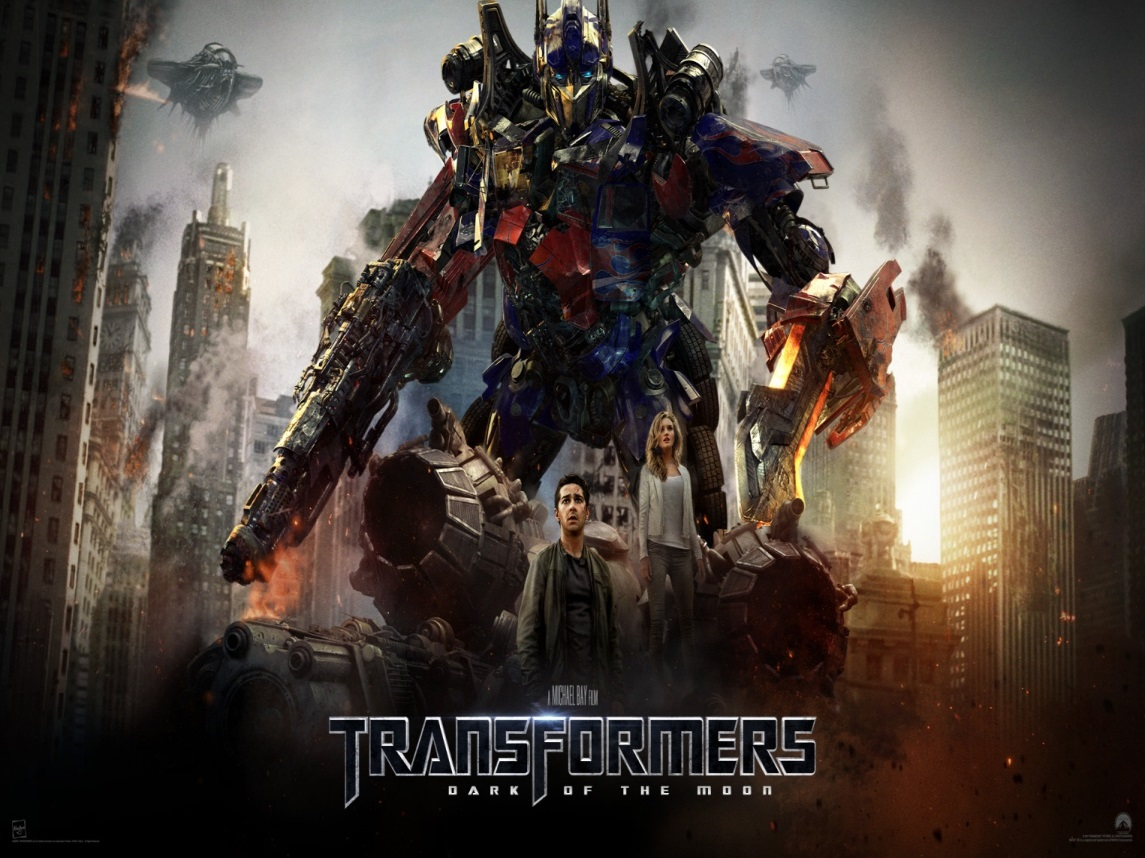 A MICHAEL BAY FILM
TRANSFORMERS
DARK OF THE MOON